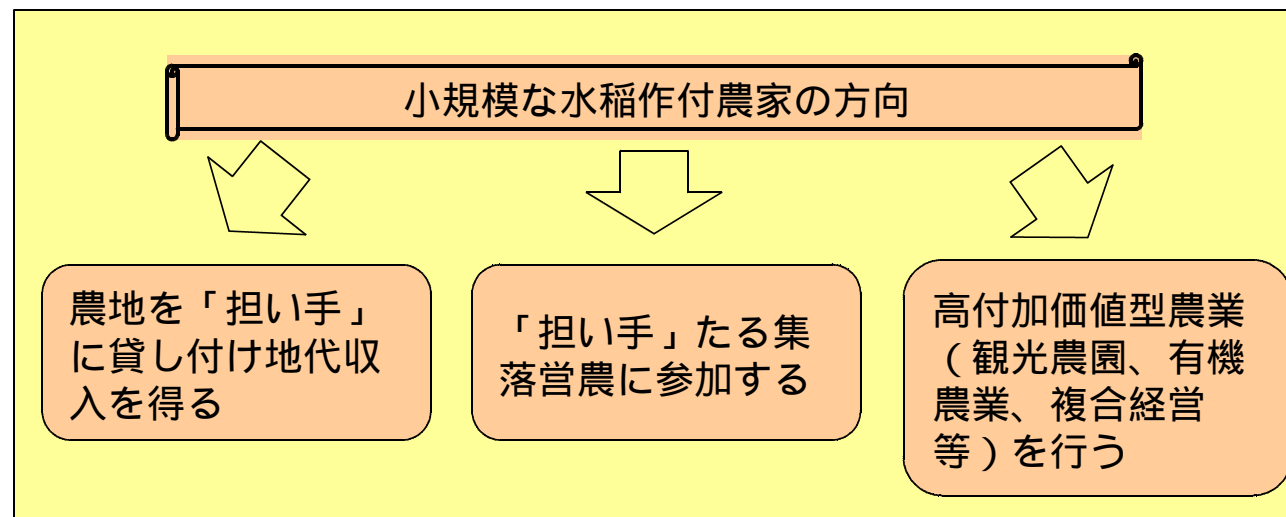 小規模な水稲作付農家の方向
農地を「担い手」
に貸し付け地代収
入を得る
「担い手」たる集
落営農に参加する
高付加価値型農業
（観光農園、有機
農業、複合経営
等）を行う